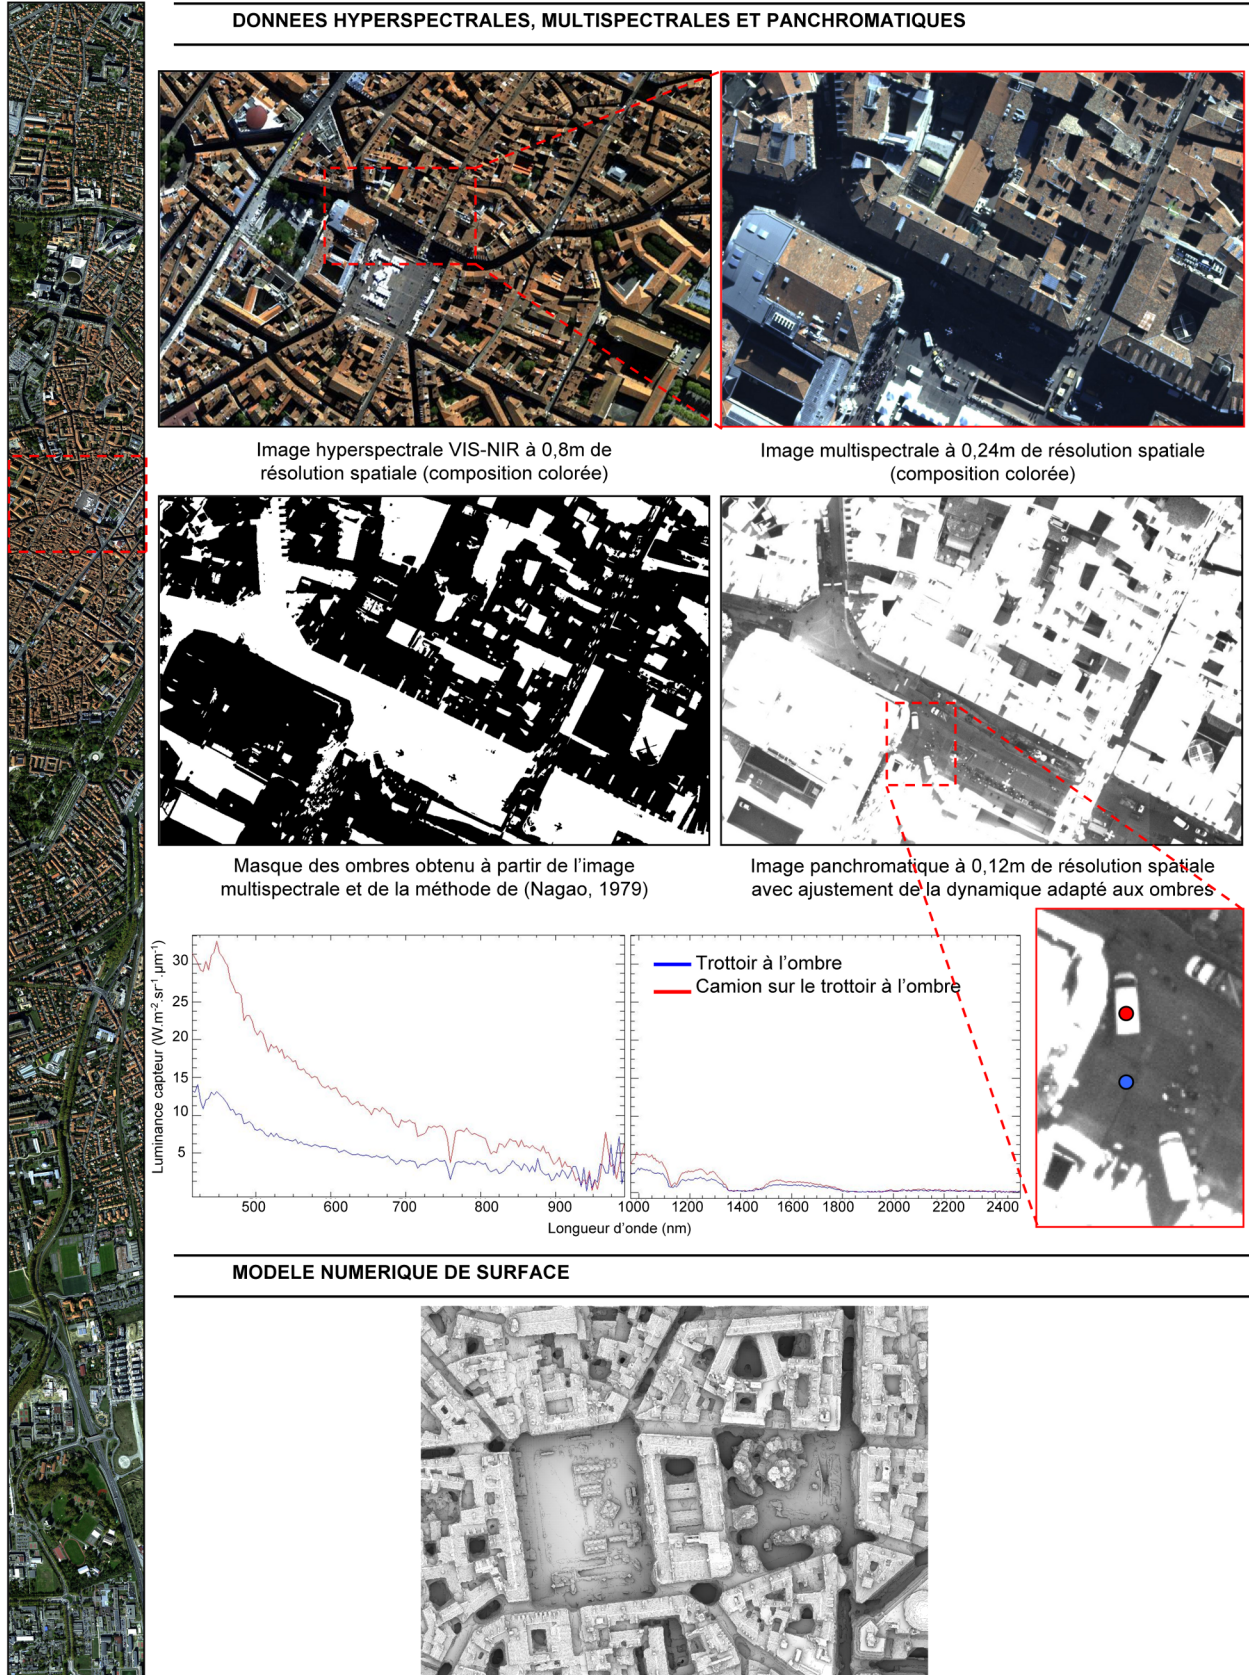 DONNEES HYPERSPECTRALES, MULTISPECTRALES ET PANCHROMATIQUES
Image hyperspectrale VIS-NIR à 0,8m de
résolution spatiale (composition colorée)
Image multispectrale à 0,24m de résolution spatiale
(composition colorée)
Masque des ombres obtenu à partir de l'image
multispectrale et de la méthode de (Nagao, 1979)
Image panchromatique à 0,12m de résolution spatiale
avec ajustement de la dynamique adapté aux ombres
Luminance capteur (W.m⁻².sr⁻¹.µm⁻¹)
30
25
20
15
10
5
Trottoir à l'ombre
Camion sur le trottoir à l'ombre
500 600 700 800 900 1000 1200 1400 1600 1800 2000 2200 2400
Longueur d'onde (nm)
MODELE NUMERIQUE DE SURFACE